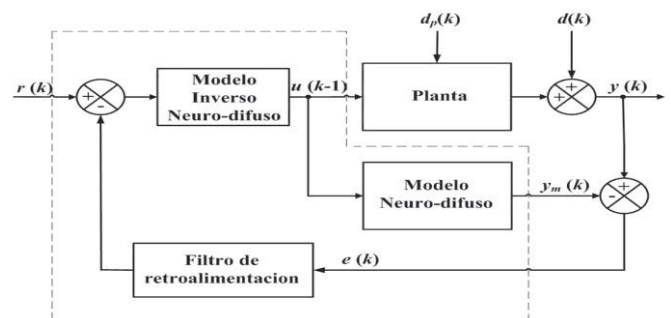 d_p(k)
d(k)
r (k)
+
-
Modelo
Inverso
Neuro-difuso
u (k-1)
Planta
+
+
y (k)
Modelo
Neuro-difuso
y_m (k)
+
-
Filtro de
retroalimentacion
e (k)